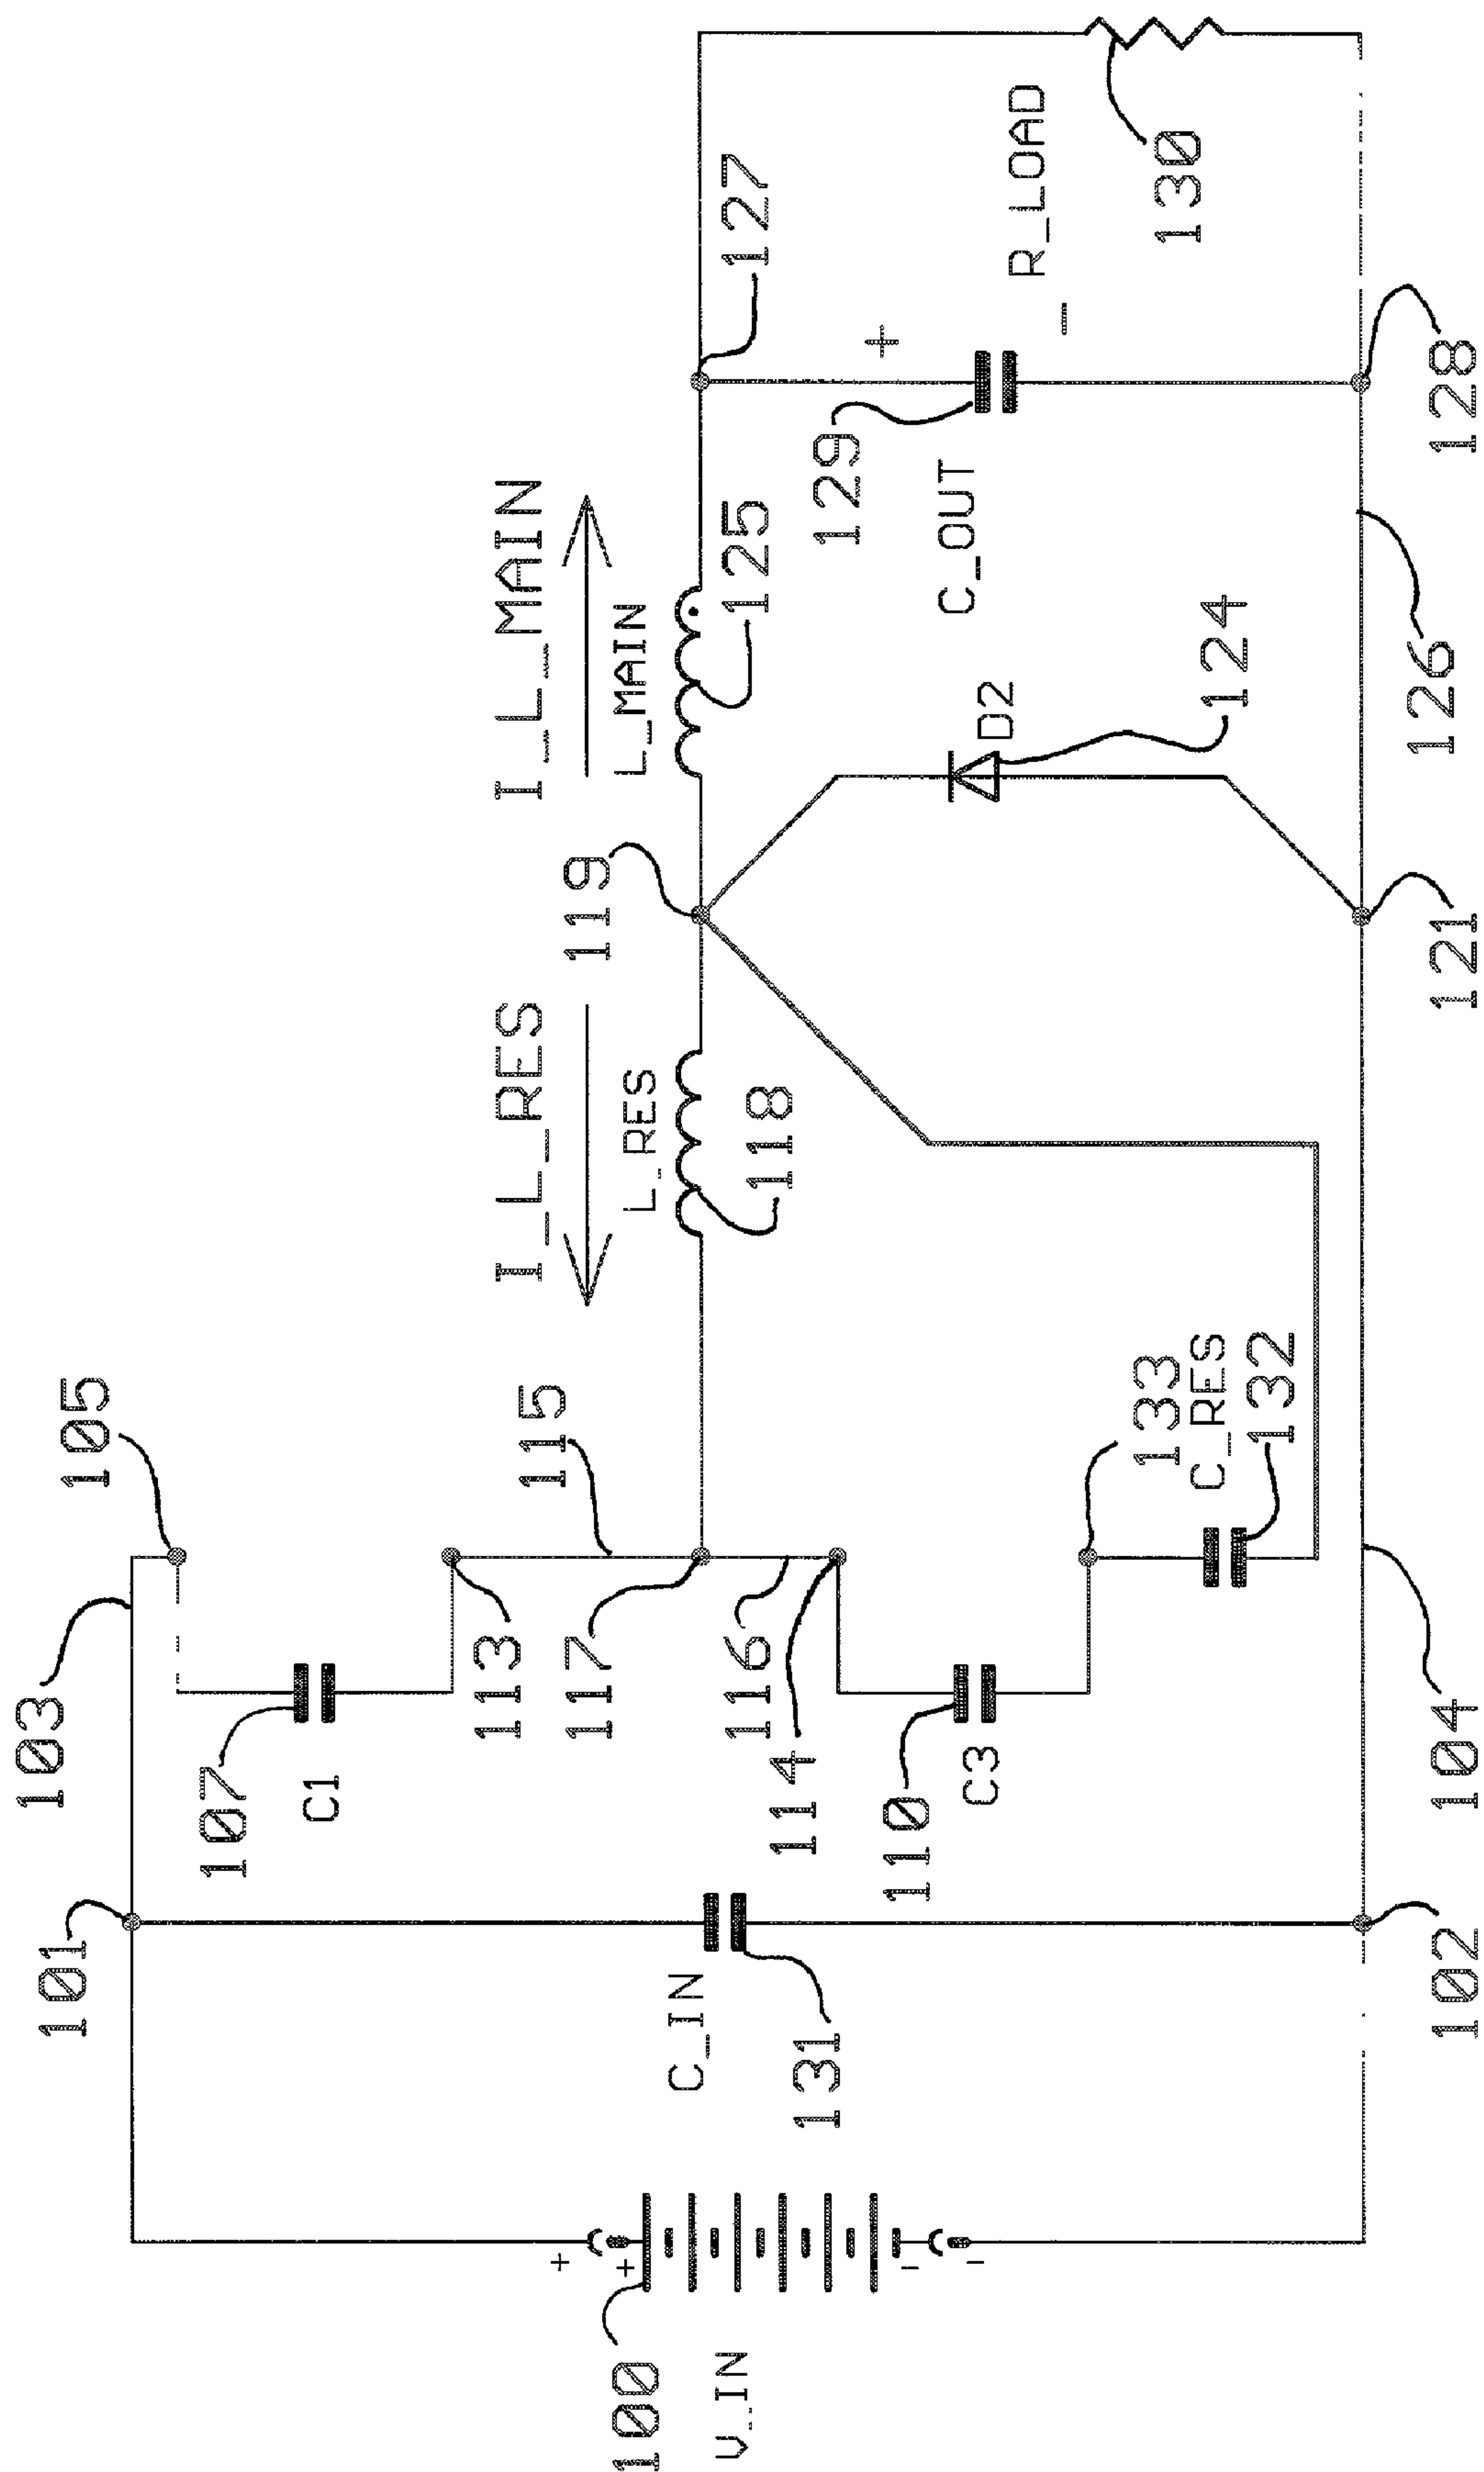 I_L_RES
I_L_MAIN
L_RES
L_MAIN
103
105
101
107
C1
113
115
117
116
114
119
118
125
127
100
V_IN
C_IN
131
110
C3
133
C_RES
132
D2
124
129
C_OUT
+
-
R_LOAD
130
+
+
-
-
102
104
121
126
128